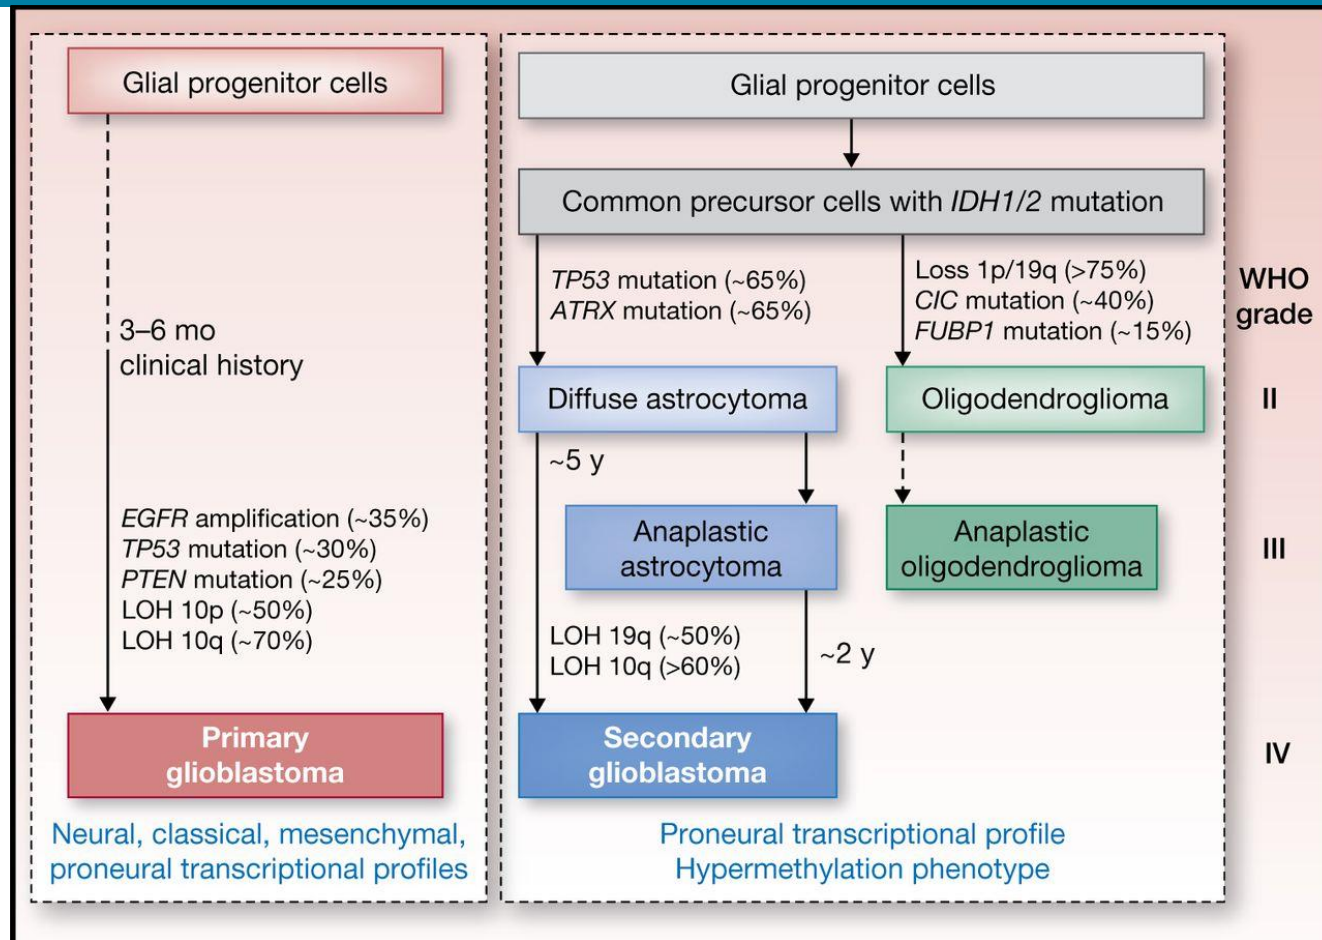 Glial progenitor cells
3–6 mo
clinical history
EGFR amplification (~35%)
TP53 mutation (~30%)
PTEN mutation (~25%)
LOH 10p (~50%)
LOH 10q (~70%)
Primary
glioblastoma
Neural, classical, mesenchymal,
proneural transcriptional profiles
Glial progenitor cells
Common precursor cells with IDH1/2 mutation
TP53 mutation (~65%)
ATRX mutation (~65%)
Loss 1p/19q (>75%)
CIC mutation (~40%)
FUBP1 mutation (~15%)
WHO
grade
Diffuse astrocytoma
Oligodendroglioma
II
~5 y
Anaplastic
astrocytoma
Anaplastic
oligodendroglioma
III
LOH 19q (~50%)
LOH 10q (>60%)
~2 y
Secondary
glioblastoma
IV
Proneural transcriptional profile
Hypermethylation phenotype